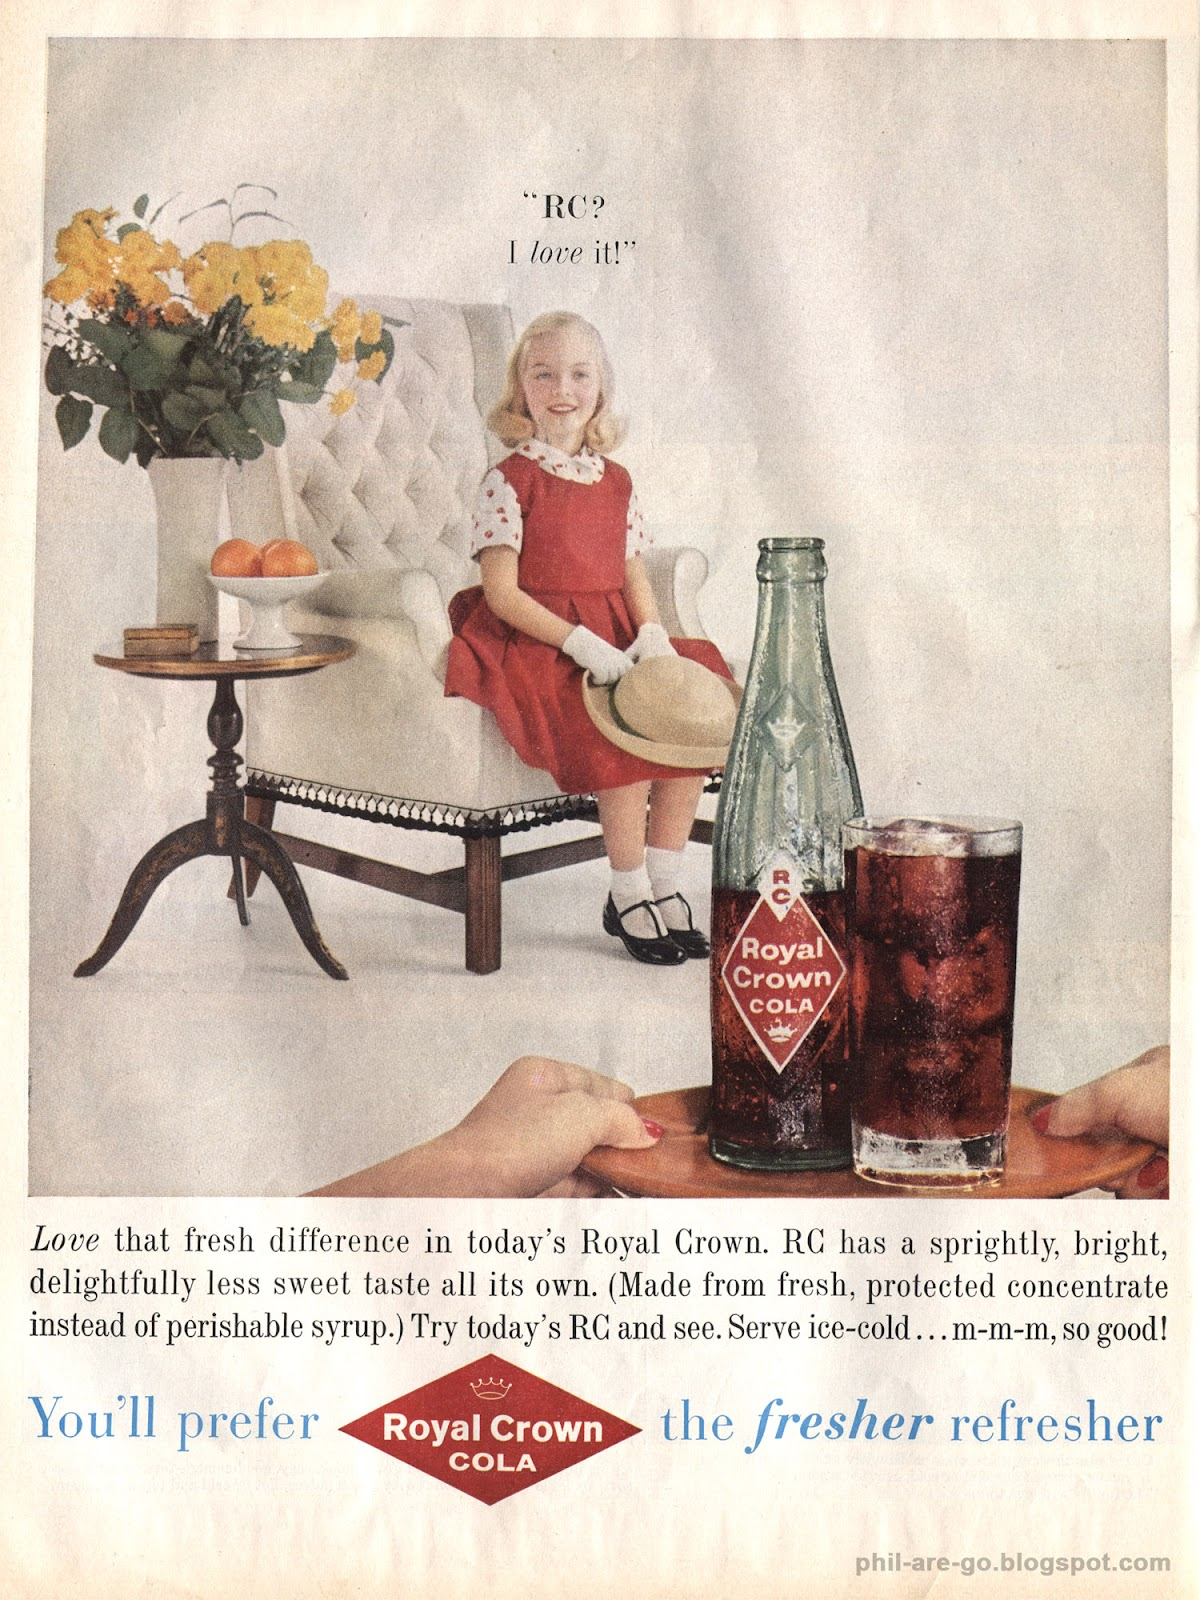 “RC?
I love it!”
R
C
Royal
Crown
COLA
Love that fresh difference in today’s Royal Crown. RC has a sprightly, bright,
delightfully less sweet taste all its own. (Made from fresh, protected concentrate
instead of perishable syrup.) Try today’s RC and see. Serve ice-cold...m-m-m, so good!
You’ll prefer
Royal Crown
COLA
the fresher refresher
phil-are-go.blogspot.com